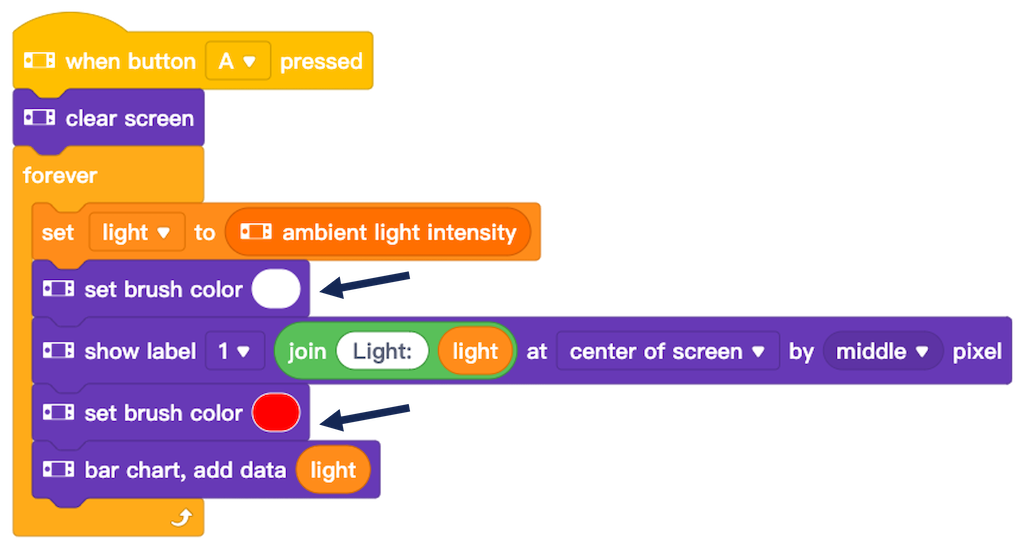 when button A pressed
clear screen
forever
set light to ambient light intensity
set brush color
show label 1 join Light: light at center of screen by middle pixel
set brush color
bar chart, add data light